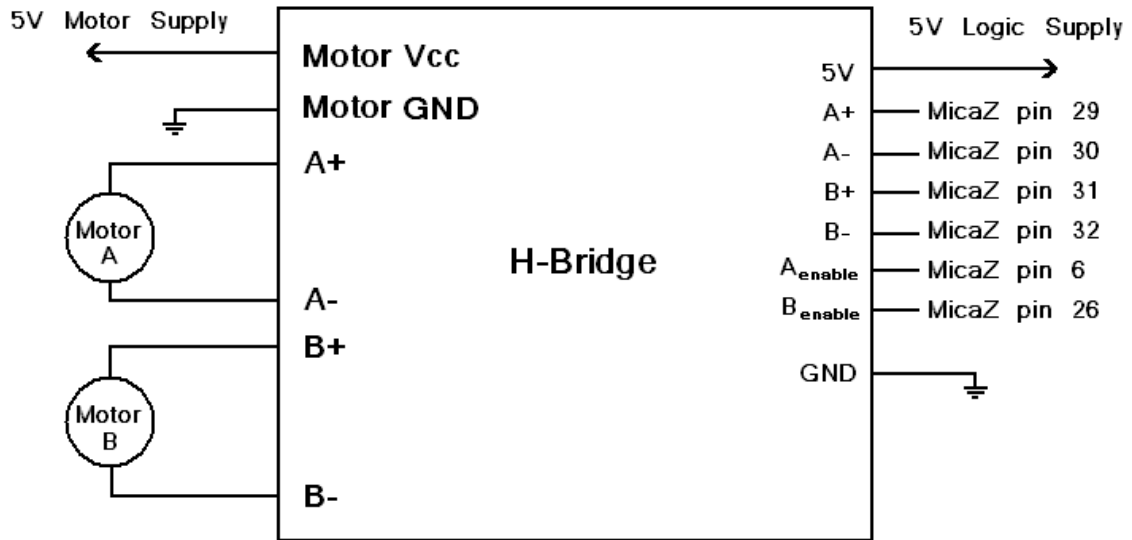 5V Motor Supply
Motor Vcc
Motor GND
A+
Motor
A
A-
B+
Motor
B
B-
H-Bridge
5V Logic Supply
5V
A+ MicaZ pin 29
A- MicaZ pin 30
B+ MicaZ pin 31
B- MicaZ pin 32
Aenable MicaZ pin 6
Benable MicaZ pin 26
GND